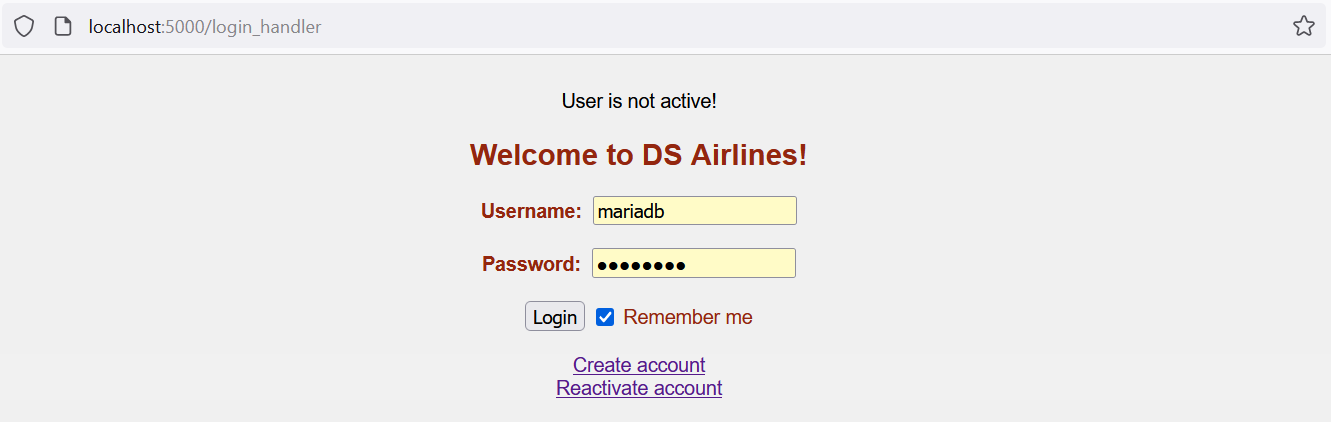 localhost:5000/login_handler
User is not active!
Welcome to DS Airlines!
Username: mariadb
Password: ●●●●●●●●
Login Remember me
Create account
Reactivate account